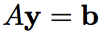 Ay = b